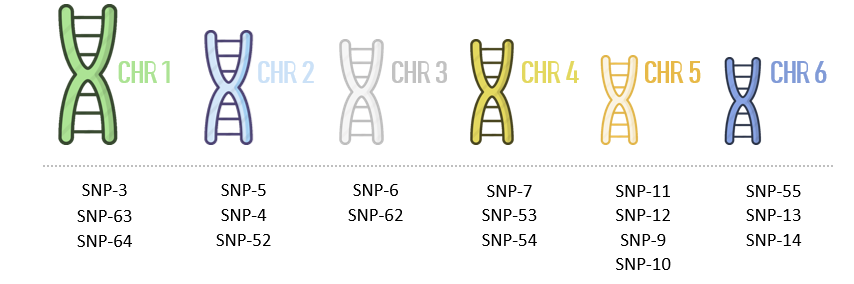 CHR 1
CHR 2
CHR 3
CHR 4
CHR 5
CHR 6
SNP-3
SNP-63
SNP-64
SNP-5
SNP-4
SNP-52
SNP-6
SNP-62
SNP-7
SNP-53
SNP-54
SNP-11
SNP-12
SNP-9
SNP-10
SNP-55
SNP-13
SNP-14